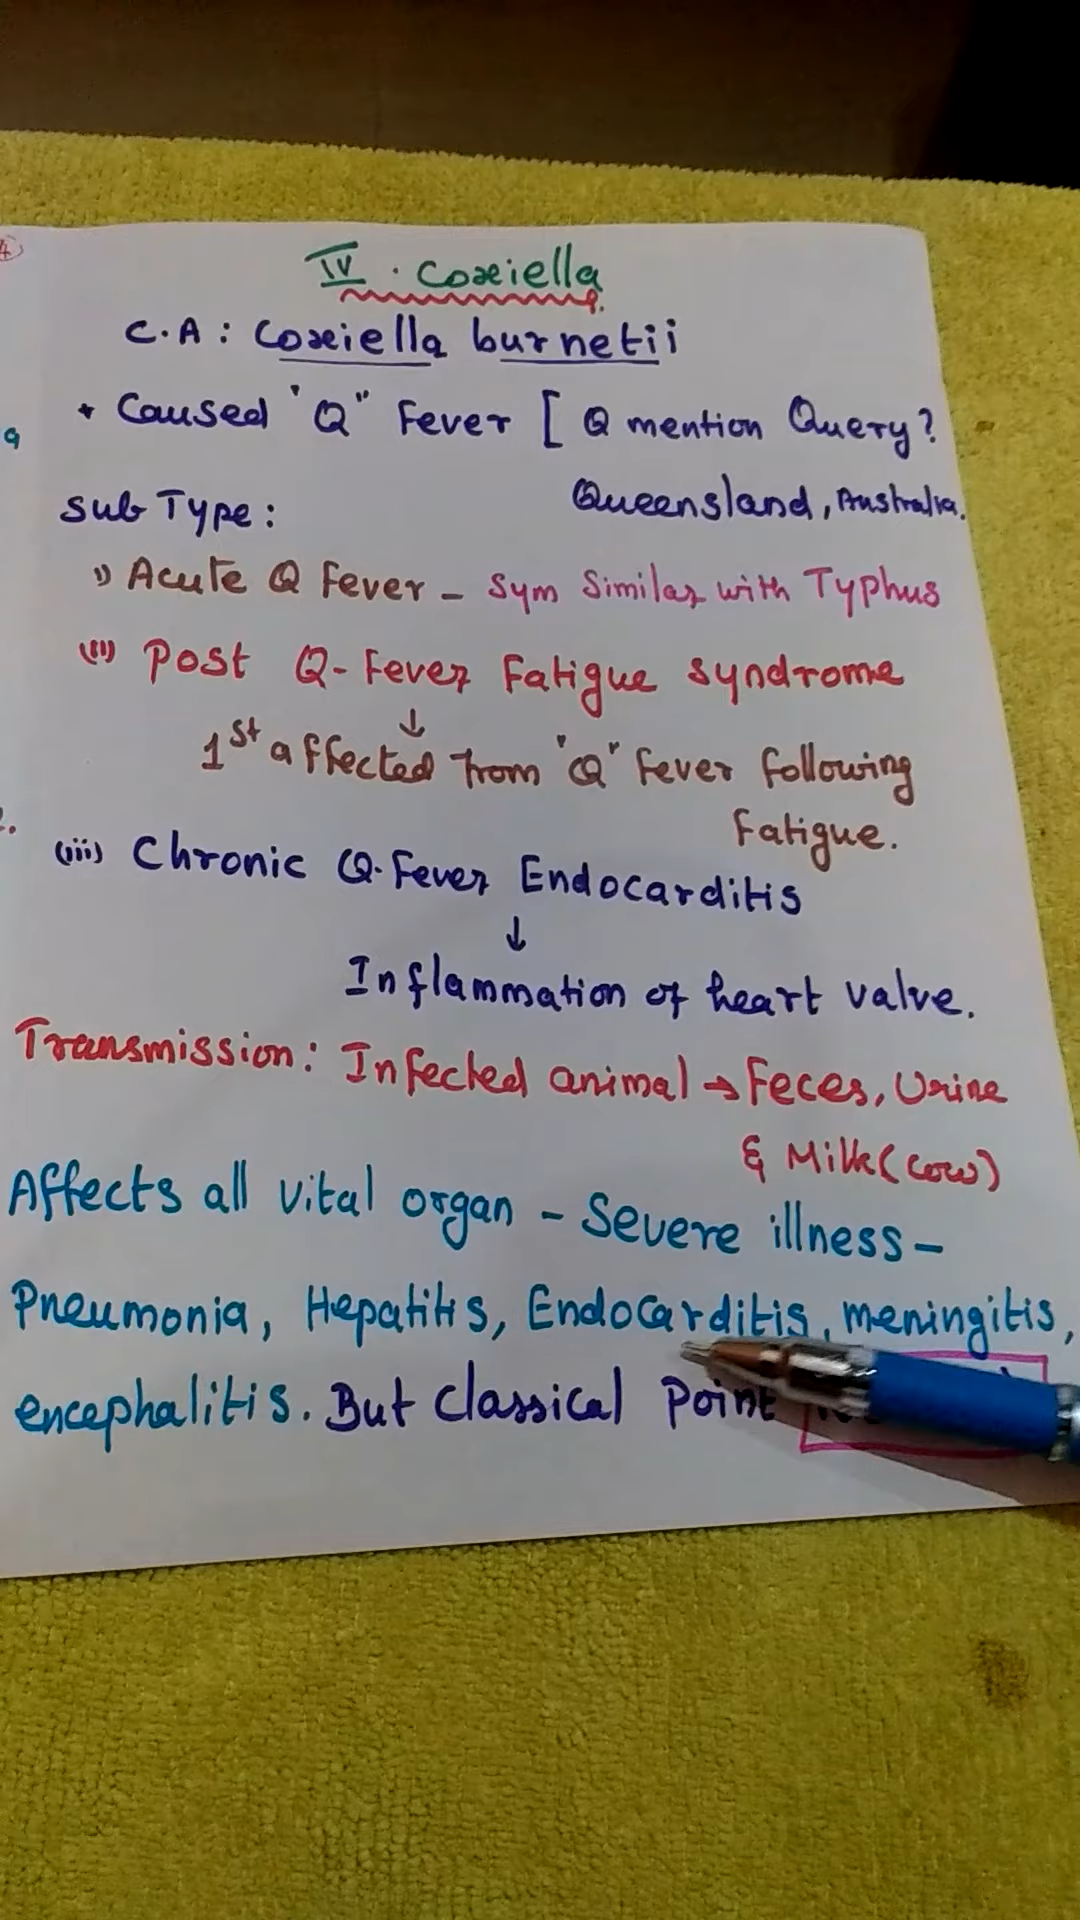 4
IV. Coxiella
C.A: Coxiella burnetii
* Caused "Q" Fever [ Q mention Query?
Queensland, Australia.
Sub Type:
i) Acute Q Fever - Sym Similar with Typhus
(ii) Post Q-Fever Fatigue syndrome
↓
1st affected from "Q" Fever following
Fatigue.
(iii) Chronic Q.Fever Endocarditis
↓
Inflammation of heart valve.
Transmission: Infected animal → Feces, Urine
& Milk (cow)
Affects all vital organ - Severe illness -
Pneumonia, Hepatitis, Endocarditis, meningitis,
encephalitis. But Classical Point